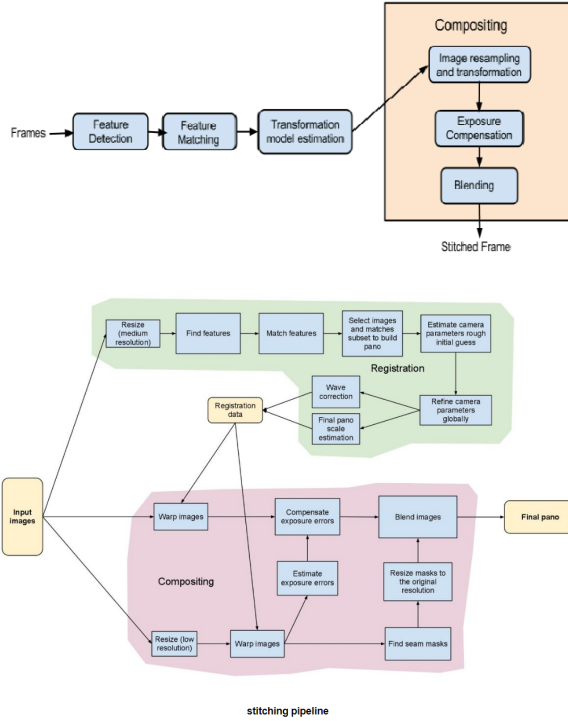 Compositing
Image resampling
and transformation
Frames
Feature
Detection
Feature
Matching
Transformation
model estimation
Exposure
Compensation
Blending
Stitched Frame
Resize
(medium
resolution)
Find features
Match features
Select images
and matches
subset to build
pano
Estimate camera
parameters rough
initial guess
Registration
Wave
correction
Registration
data
Final pano
scale
estimation
Refine camera
parameters
globally
Input
images
Warp images
Compensate
exposure errors
Blend images
Final pano
Compositing
Estimate
exposure errors
Resize masks to
the original
resolution
Resize (low
resolution)
Warp images
Find seam masks
stitching pipeline